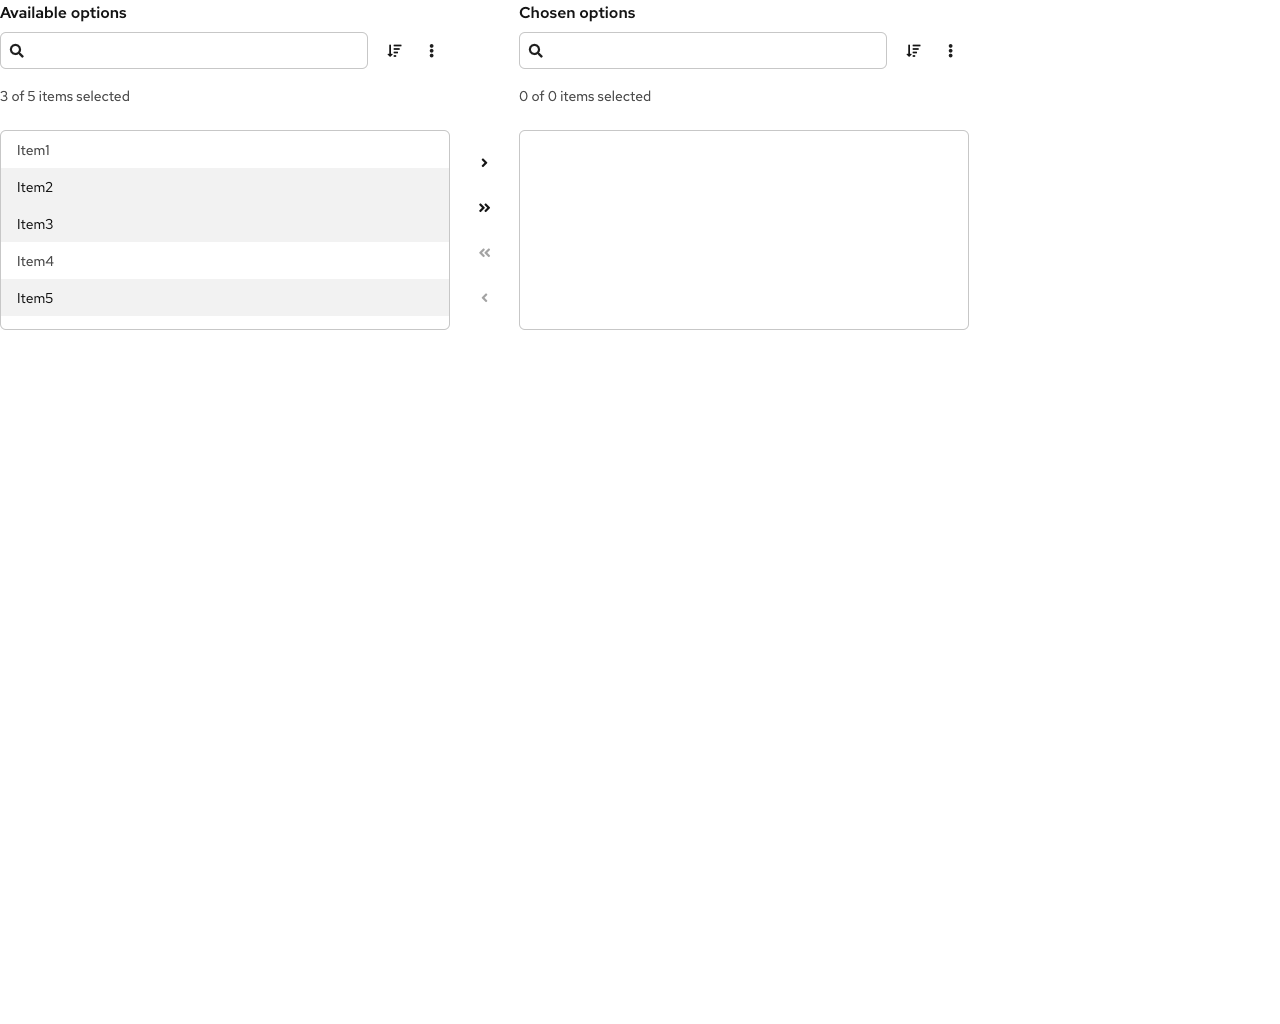 Available options
3 of 5 items selected
Item1
Item2
Item3
Item4
Item5
Chosen options
0 of 0 items selected